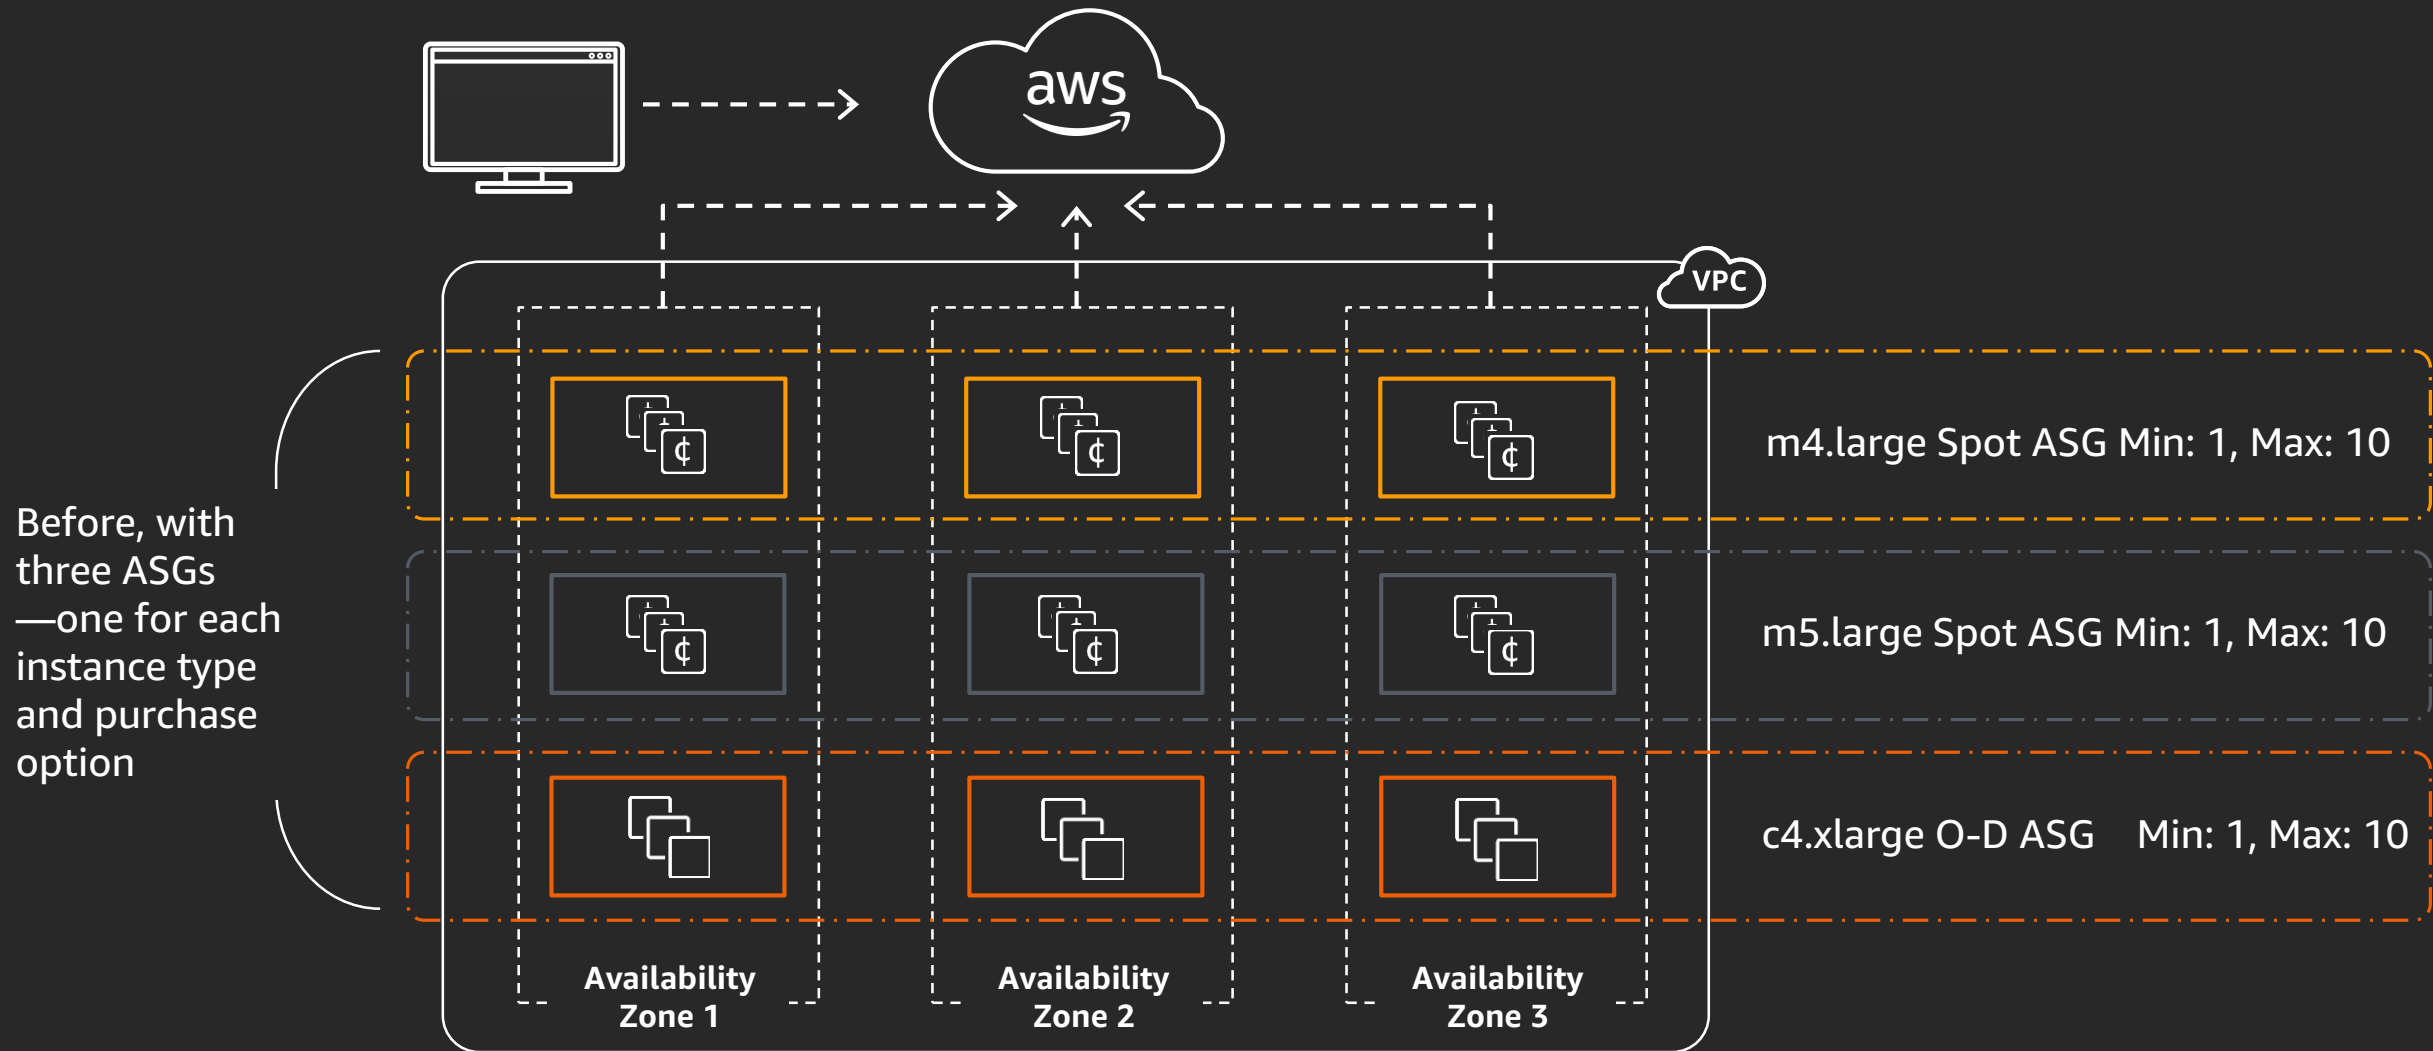 aws
VPC
Before, with
three ASGs
—one for each
instance type
and purchase
option
¢
¢
¢
m4.large Spot ASG Min: 1, Max: 10
¢
¢
¢
m5.large Spot ASG Min: 1, Max: 10
c4.xlarge O-D ASG Min: 1, Max: 10
Availability
Zone 1
Availability
Zone 2
Availability
Zone 3